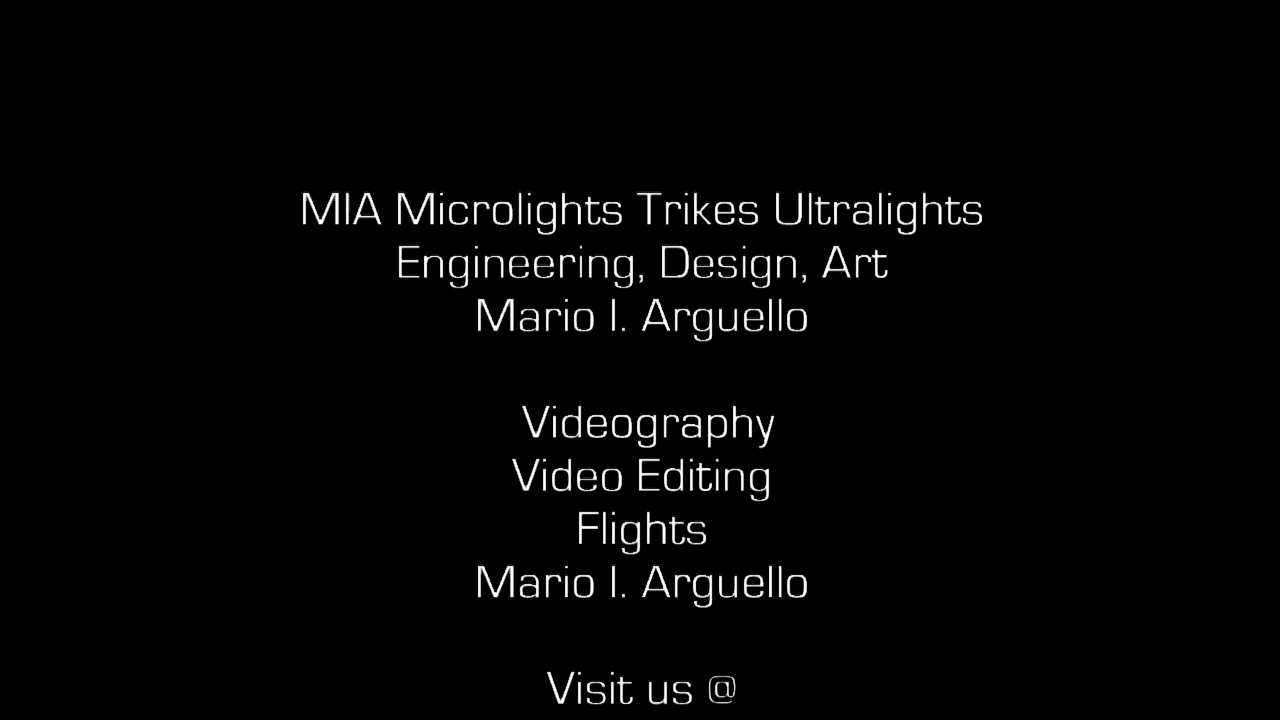 MIA Microlights Trikes Ultralights
Engineering, Design, Art
Mario I. Arguello
Videography
Video Editing
Flights
Mario I. Arguello
Visit us @